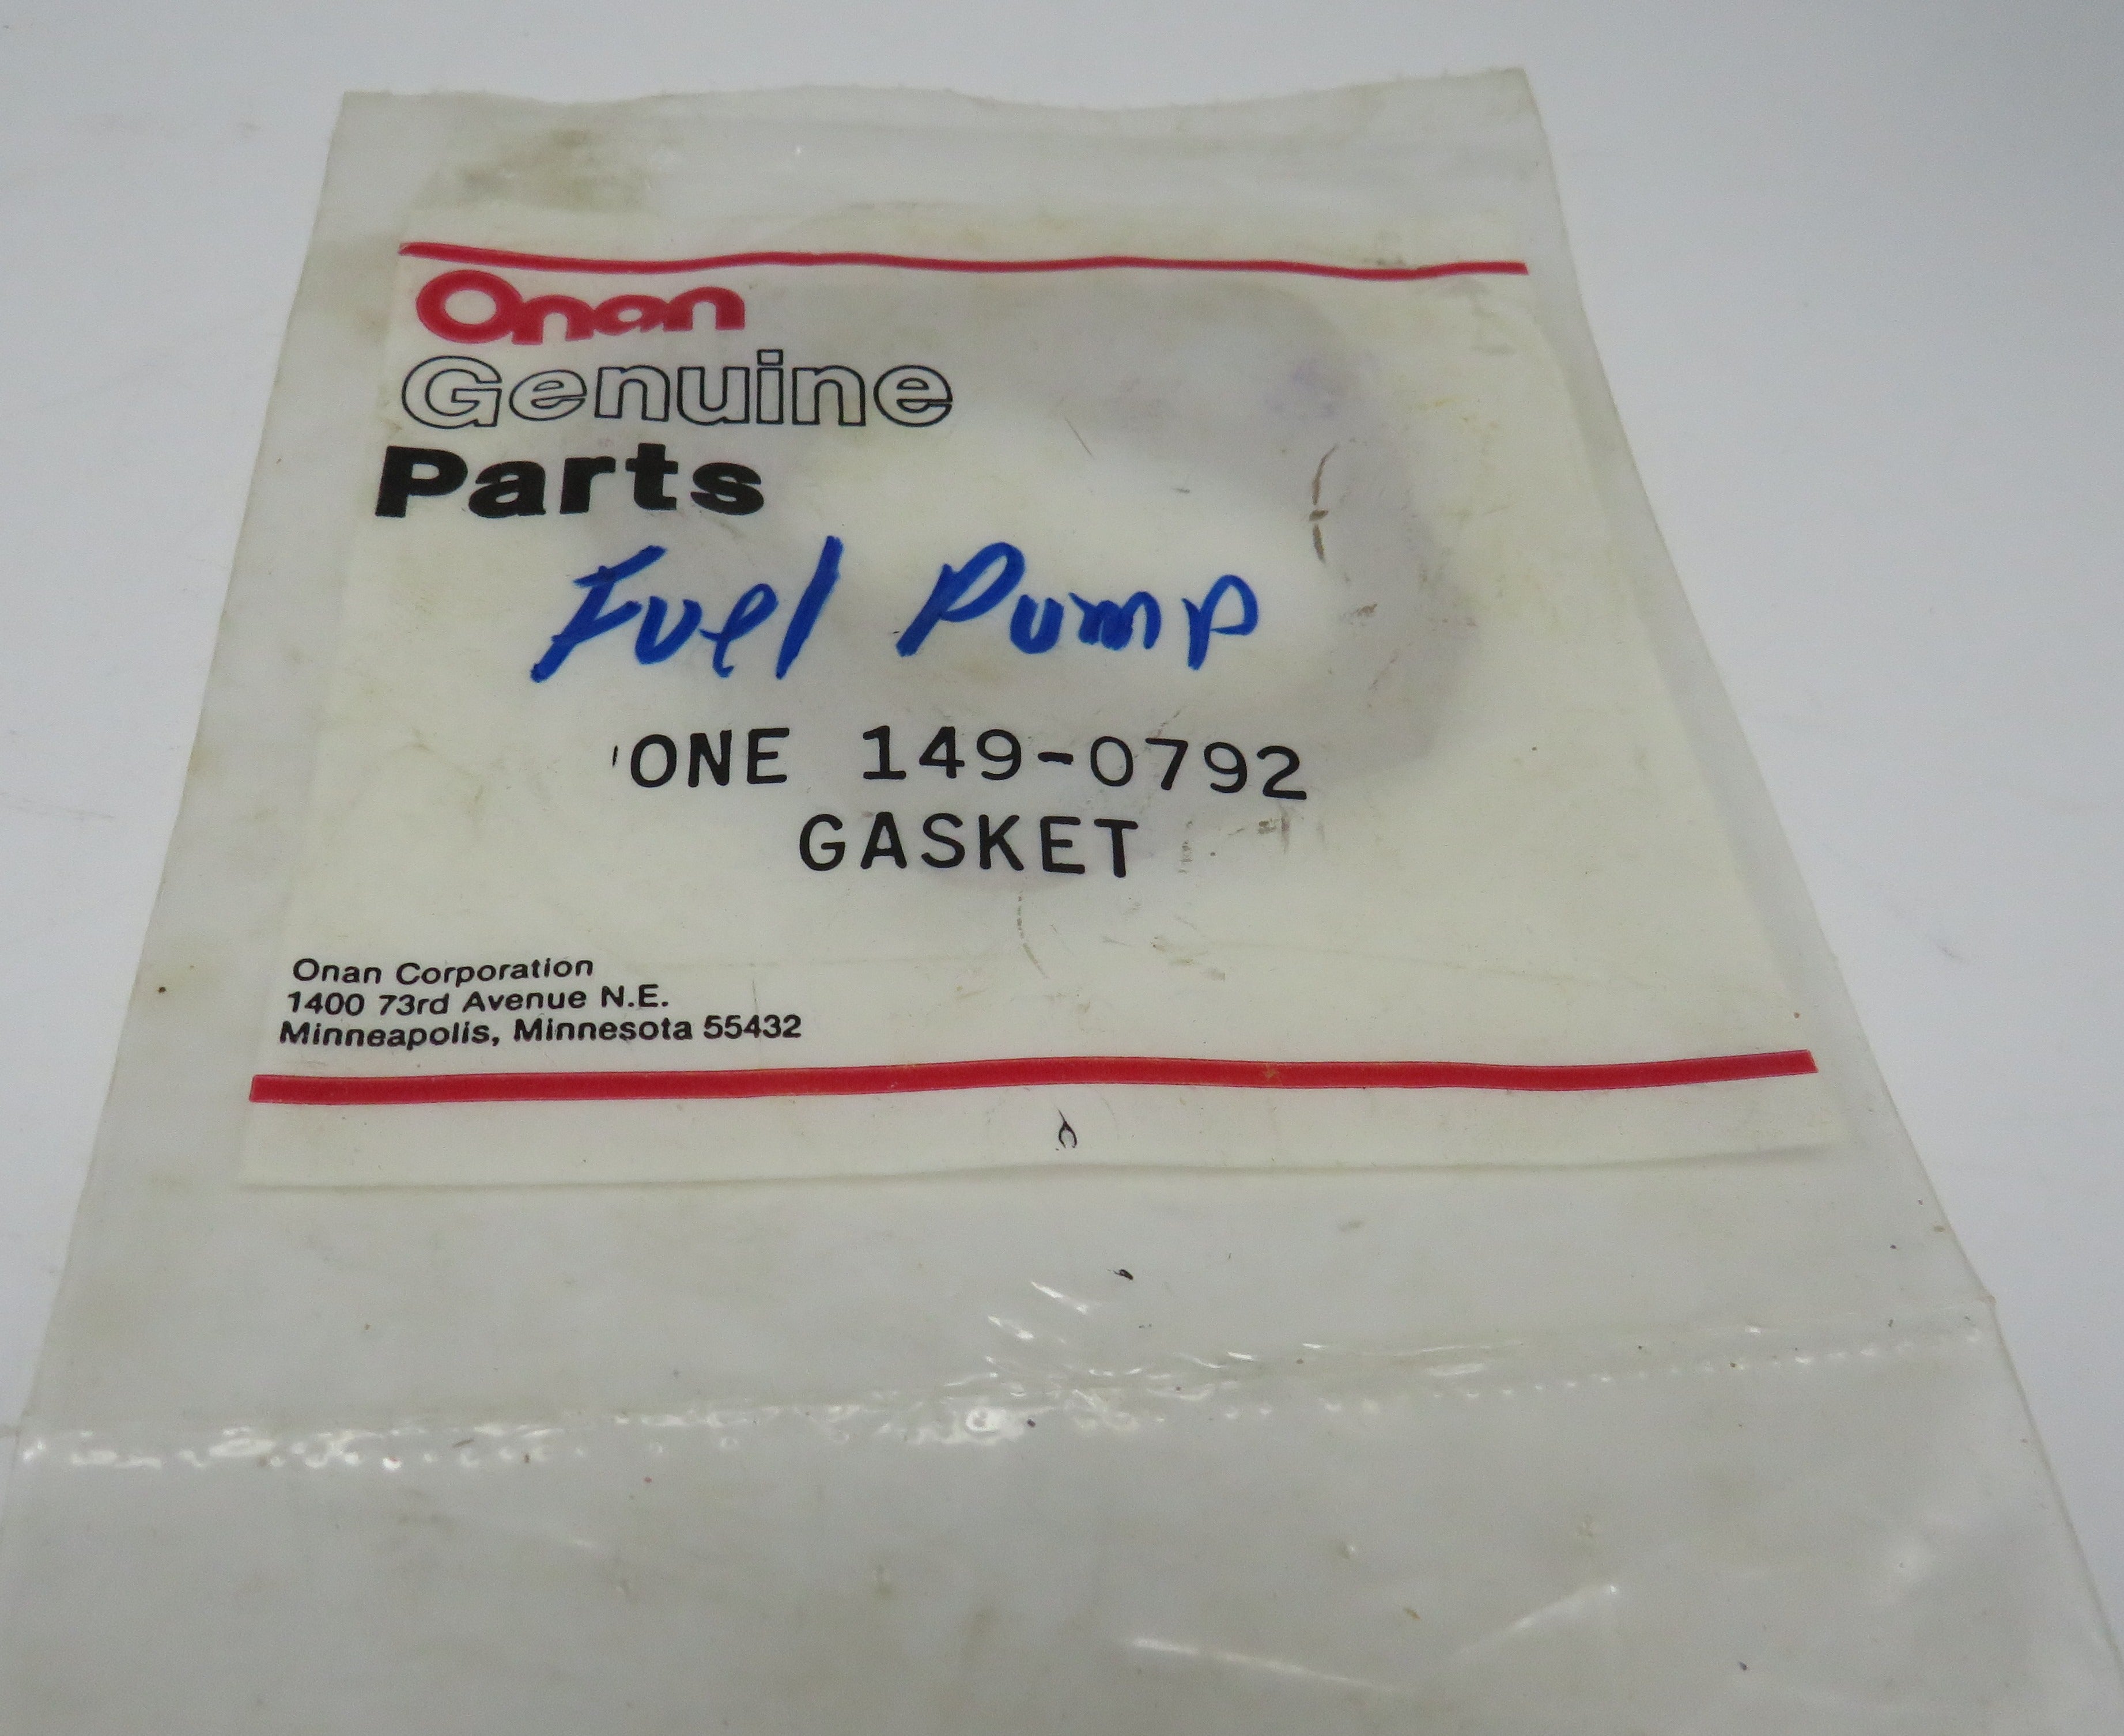 Onan
Genuine
Parts
Fuel Pump
ONE 149-0792
GASKET
Onan Corporation
1400 73rd Avenue N.E.
Minneapolis, Minnesota 55432